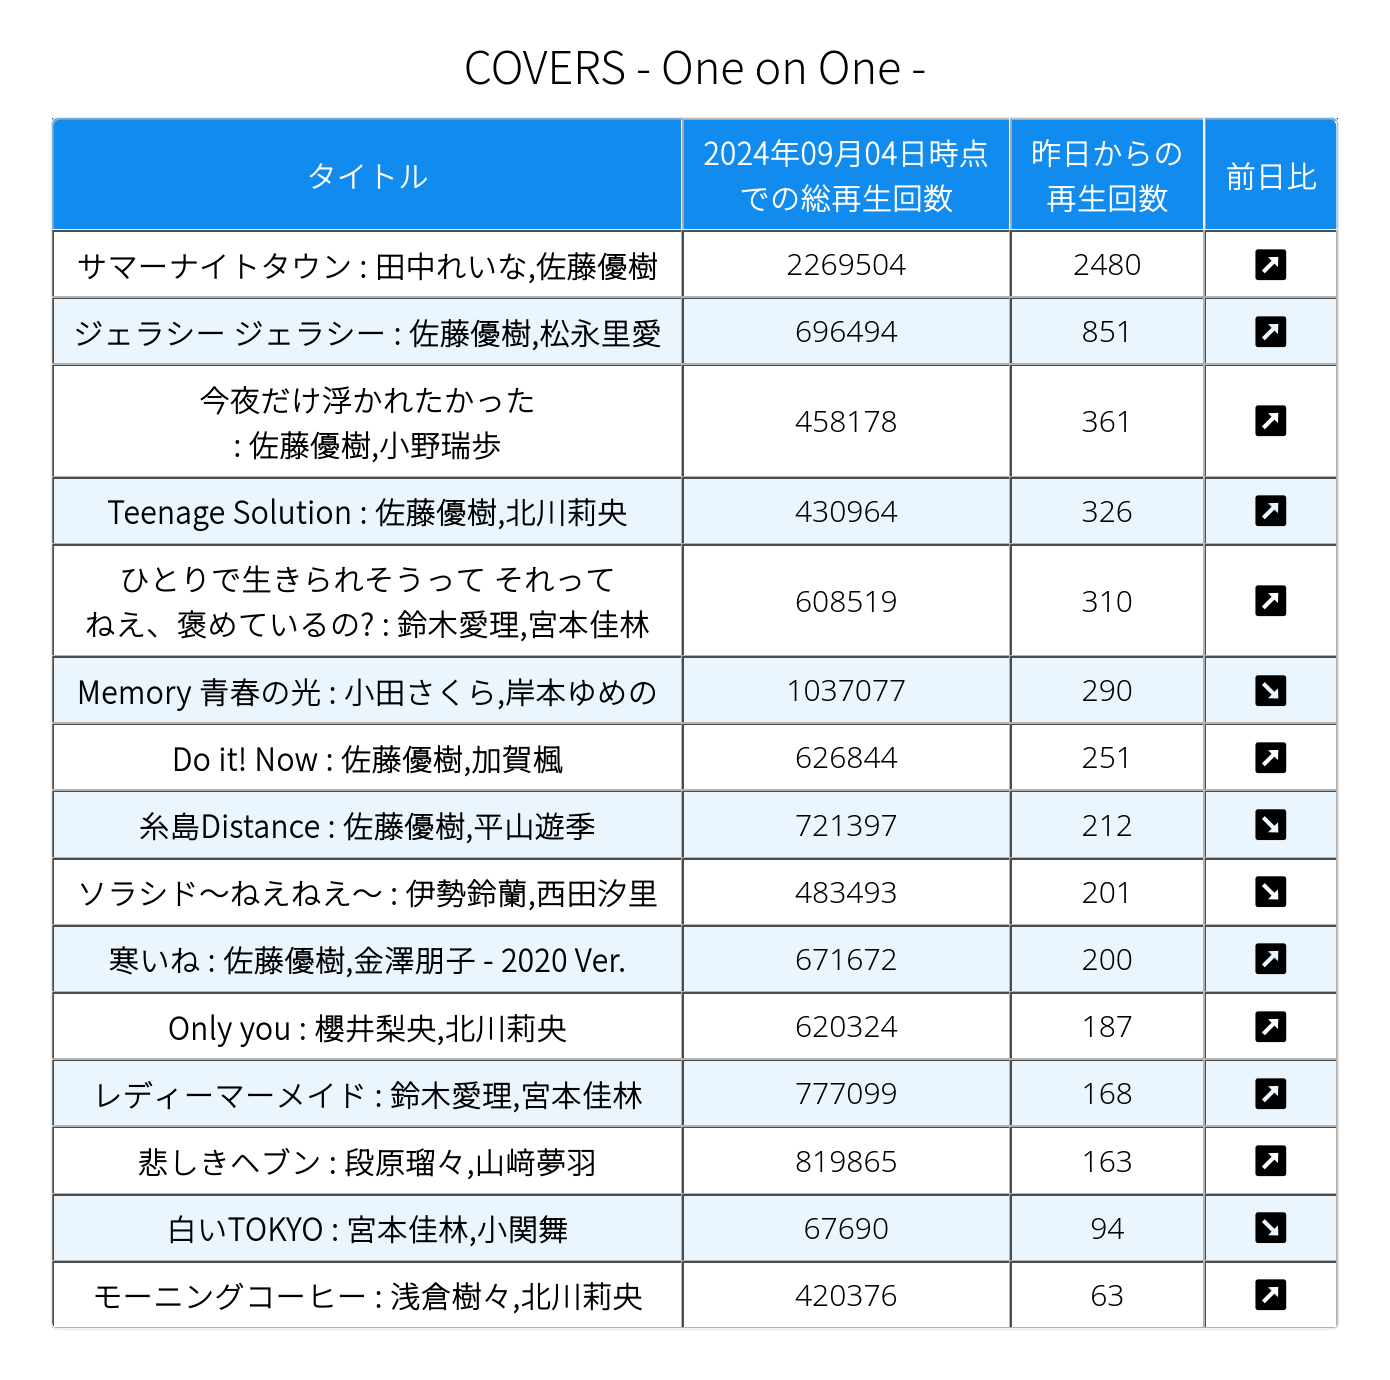 COVERS - One on One -
タイトル
2024年09月04日時点
での総再生回数
昨日からの
再生回数
前日比
サマーナイトタウン : 田中れいな,佐藤優樹
2269504
2480
ジェラシー ジェラシー : 佐藤優樹,松永里愛
696494
851
今夜だけ浮かれたかった
: 佐藤優樹,小野瑞歩
458178
361
Teenage Solution : 佐藤優樹,北川莉央
430964
326
ひとりで生きられそうって それって
ねえ、褒めているの? : 鈴木愛理,宮本佳林
608519
310
Memory 青春の光 : 小田さくら,岸本ゆめの
1037077
290
Do it! Now : 佐藤優樹,加賀楓
626844
251
糸島Distance : 佐藤優樹,平山遊季
721397
212
ソラシド〜ねえねえ〜 : 伊勢鈴蘭,西田汐里
483493
201
寒いね : 佐藤優樹,金澤朋子 - 2020 Ver.
671672
200
Only you : 櫻井梨央,北川莉央
620324
187
レディーマーメイド : 鈴木愛理,宮本佳林
777099
168
悲しきヘブン : 段原瑠々,山﨑夢羽
819865
163
白いTOKYO : 宮本佳林,小関舞
67690
94
モーニングコーヒー : 浅倉樹々,北川莉央
420376
63